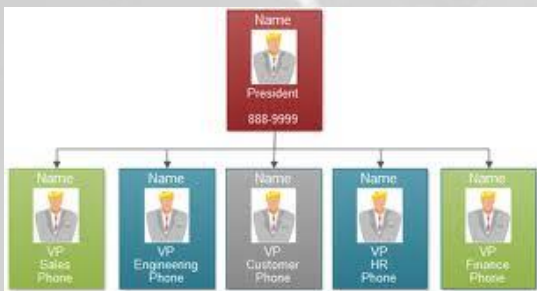 Name
President
888-9999
Name
VP
Sales
Phone
Name
VP
Engineering
Phone
Name
VP
Customer
Phone
Name
VP
HR
Phone
Name
VP
Finance
Phone